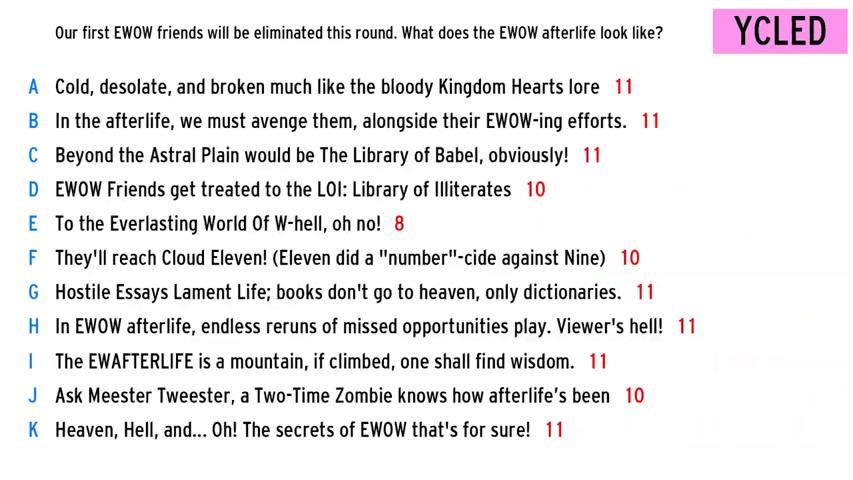 Our first EWOW friends will be eliminated this round. What does the EWOW afterlife look like?
YCLED
A Cold, desolate, and broken much like the bloody Kingdom Hearts lore 11
B In the afterlife, we must avenge them, alongside their EWOW-ing efforts. 11
C Beyond the Astral Plain would be The Library of Babel, obviously! 11
D EWOW Friends get treated to the LOI: Library of Illiterates 10
E To the Everlasting World Of W-hell, oh no! 8
F They'll reach Cloud Eleven! (Eleven did a "number"-cide against Nine) 10
G Hostile Essays Lament Life; books don't go to heaven, only dictionaries. 11
H In EWOW afterlife, endless reruns of missed opportunities play. Viewer's hell! 11
I The EWAFTERLIFE is a mountain, if climbed, one shall find wisdom. 11
J Ask Meester Tweester, a Two-Time Zombie knows how afterlife’s been 10
K Heaven, Hell, and... Oh! The secrets of EWOW that's for sure! 11